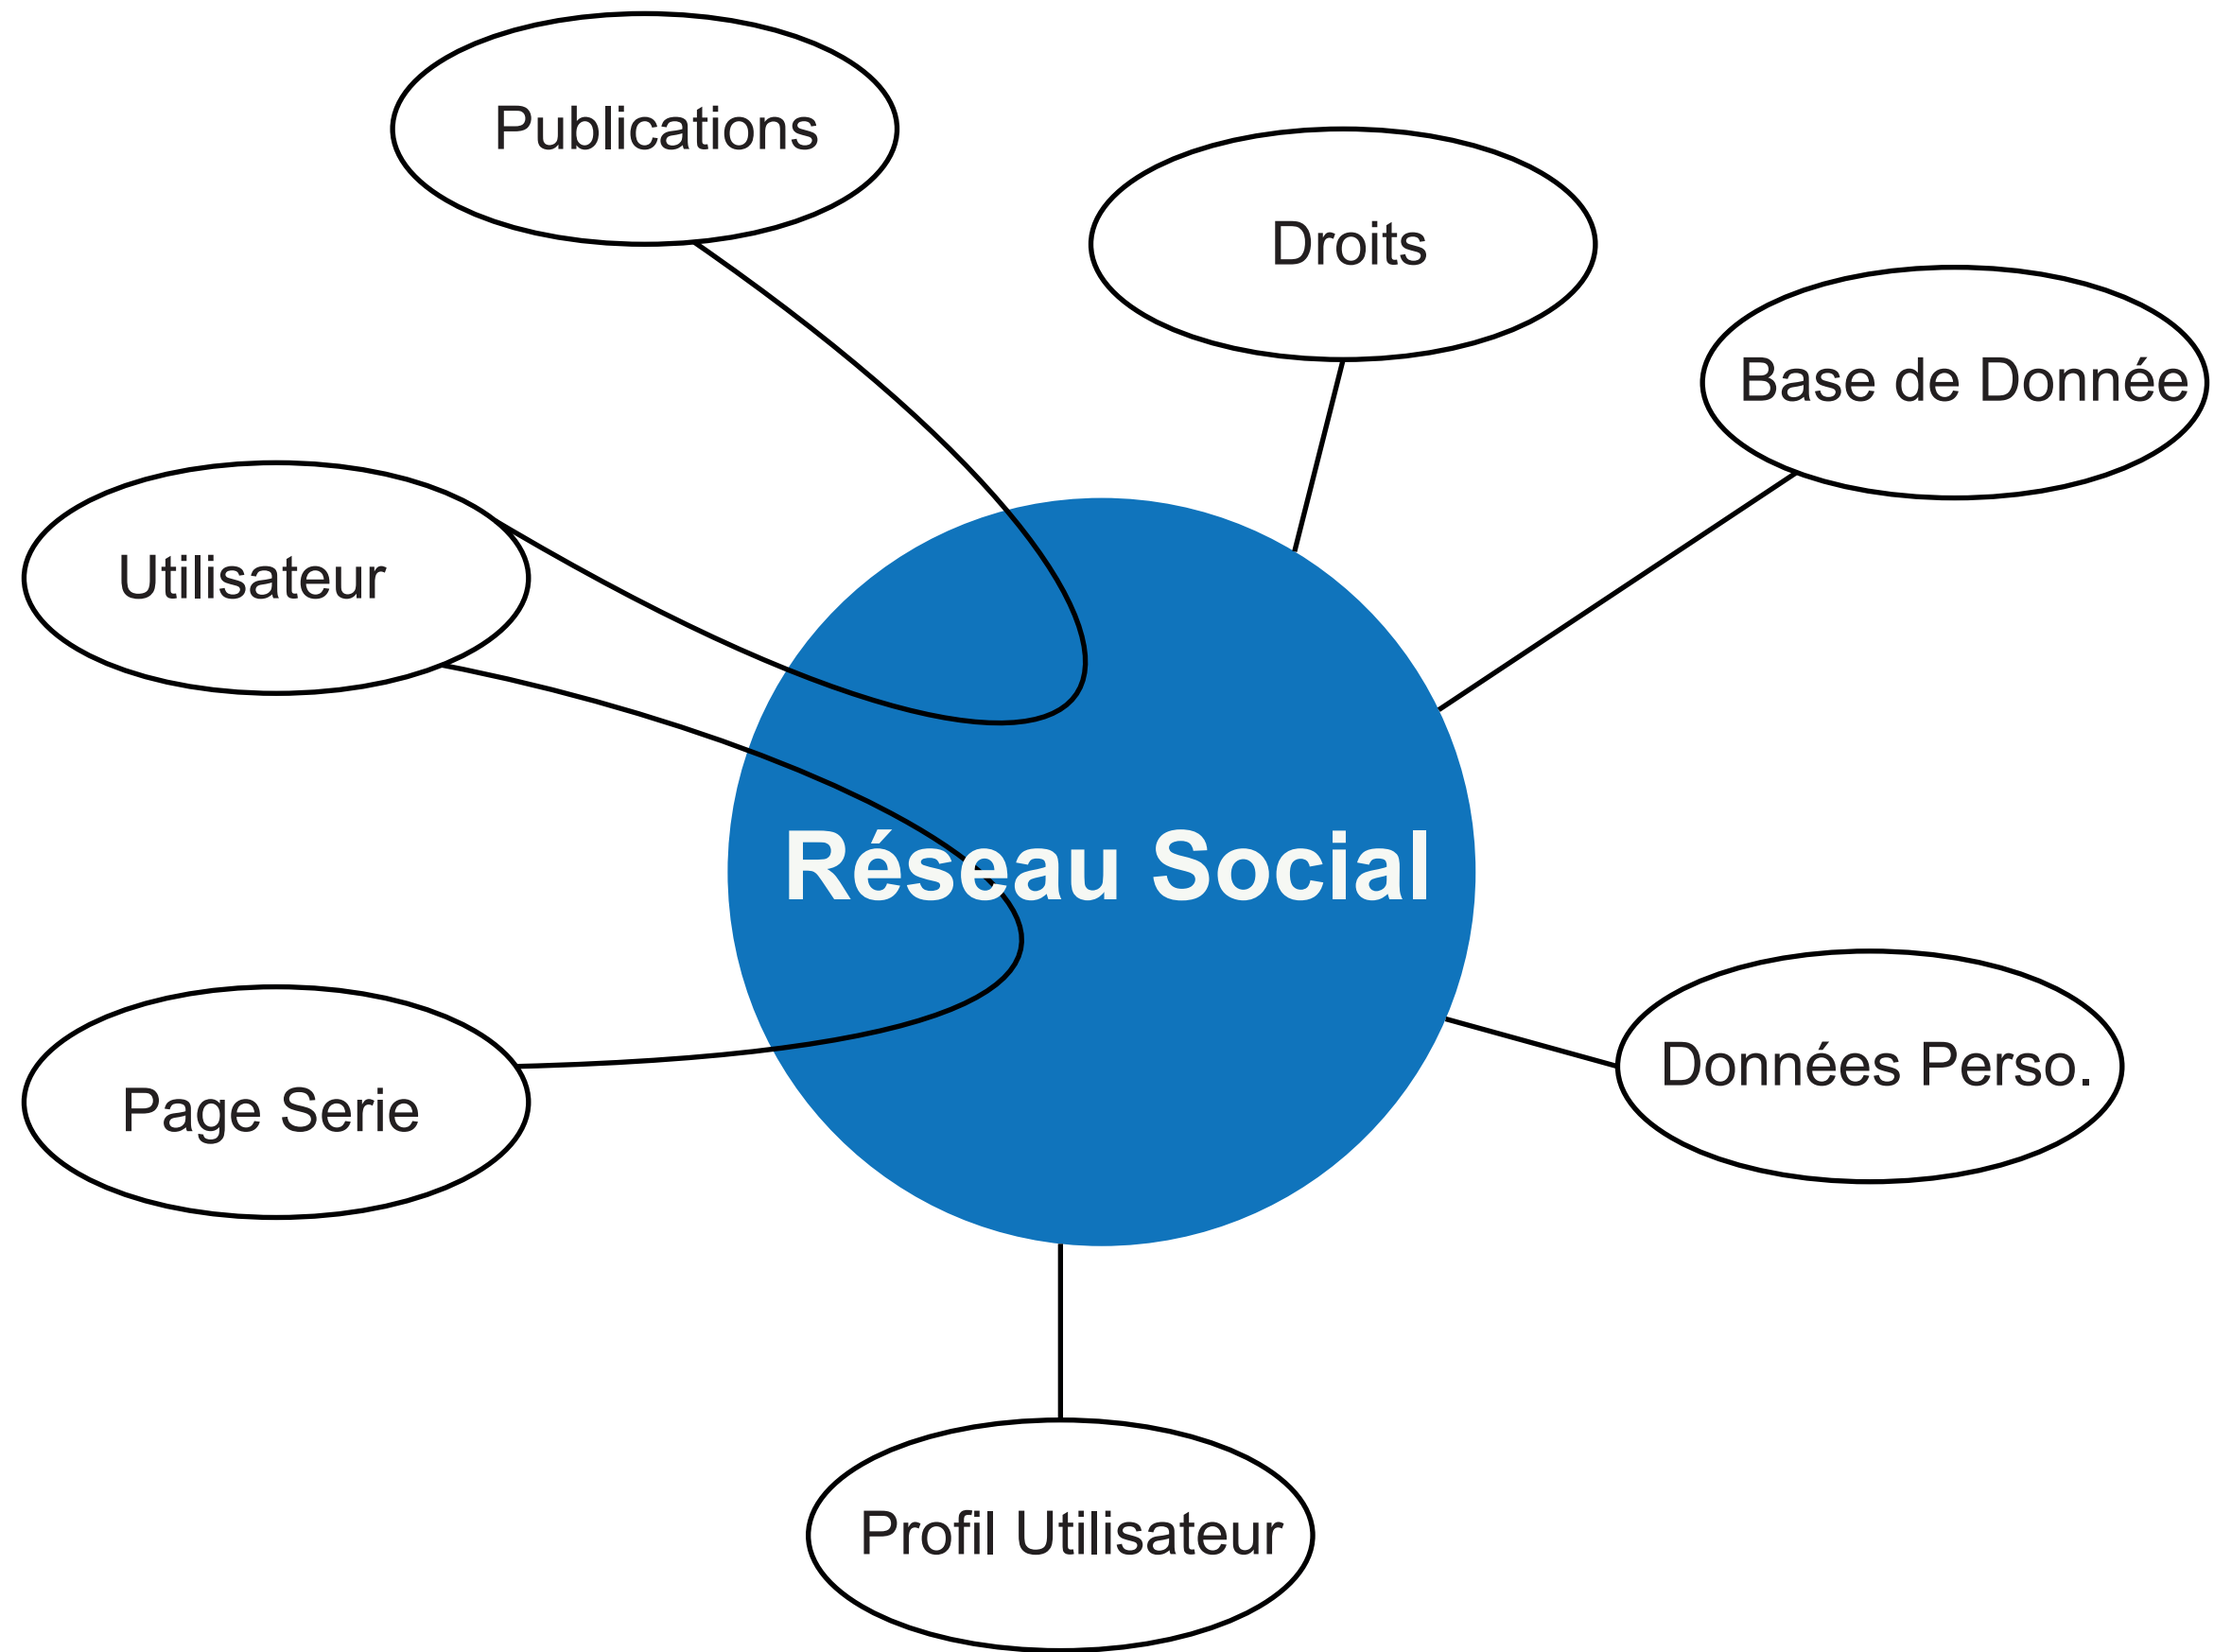 Publications
Droits
Base de Donnée
Utilisateur
Réseau Social
Données Perso.
Page Serie
Profil Utilisateur